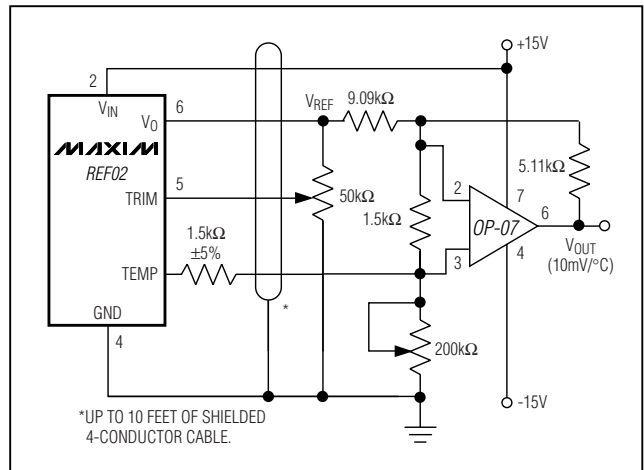 +15V
2
V_IN
6
V_O
V_REF
9.09kΩ
MAXIM
REF02
5.11kΩ
5
TRIM
50kΩ
2
7
1.5kΩ
OP-07
6
1.5kΩ
±5%
3
4
V_OUT
(10mV/°C)
TEMP
GND
4
*
200kΩ
-15V
*UP TO 10 FEET OF SHIELDED
4-CONDUCTOR CABLE.